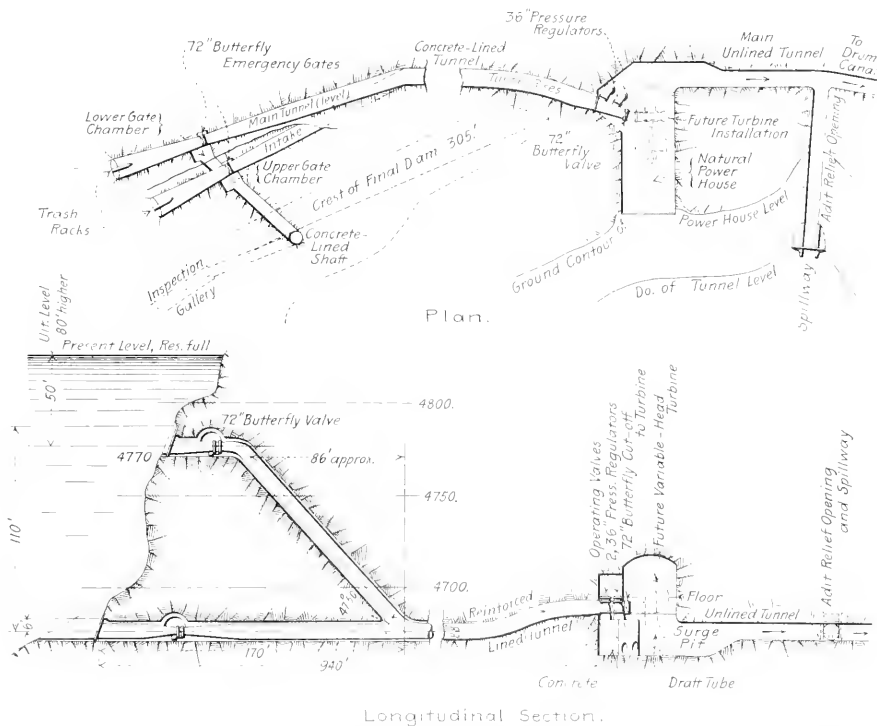 36" Pressure
Regulators.
Main
Unlined Tunnel
To
Drum
Canal
72" Butterfly
Emergency Gates
Concrete-Lined
Tunnel
Lower Gate
Chamber
Main Tunnel (level)
Intake
Upper Gate
Chamber
Crest of Final Dam 305'
72"
Butterfly
Valve
Future Turbine
Installation
Natural
Power
House
Adit Relief Opening
Trash
Racks
Concrete-
Lined
Shaft
Power House Level
Inspection
Gallery
Ground Contour @
Do. of Tunnel Level
Spillway
Plan.
Ult. Level
80' higher
Present Level, Res. full
50'
4800.
72" Butterfly Valve
4770
86' approx.
4750.
110'
4700.
47°
Operating Valves
2, 36" Press. Regulators
72" Butterfly Cut-off
to Turbine
Future Variable-Head
Turbine
Adit Relief Opening
and Spillway
Reinforced
Lined Tunnel
Floor
Unlined Tunnel
Surge
Pit
170'
940'
Concrete
Draft Tube
Longitudinal Section.